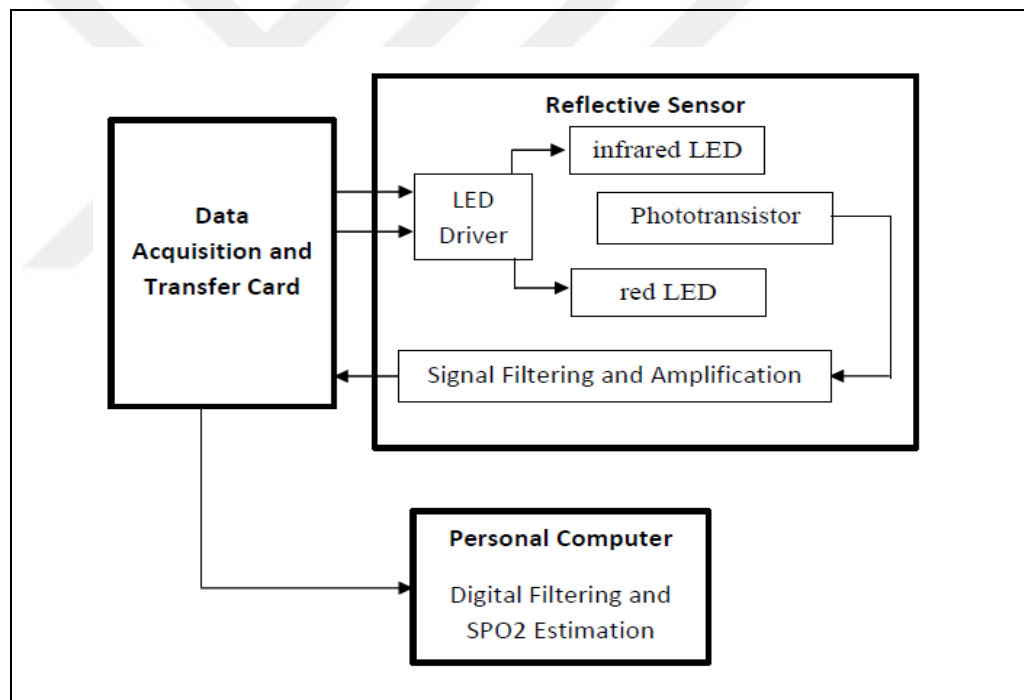 Reflective Sensor
infrared LED
Data
Acquisition and
Transfer Card
LED
Driver
Phototransistor
red LED
Signal Filtering and Amplification
Personal Computer
Digital Filtering and
SPO2 Estimation